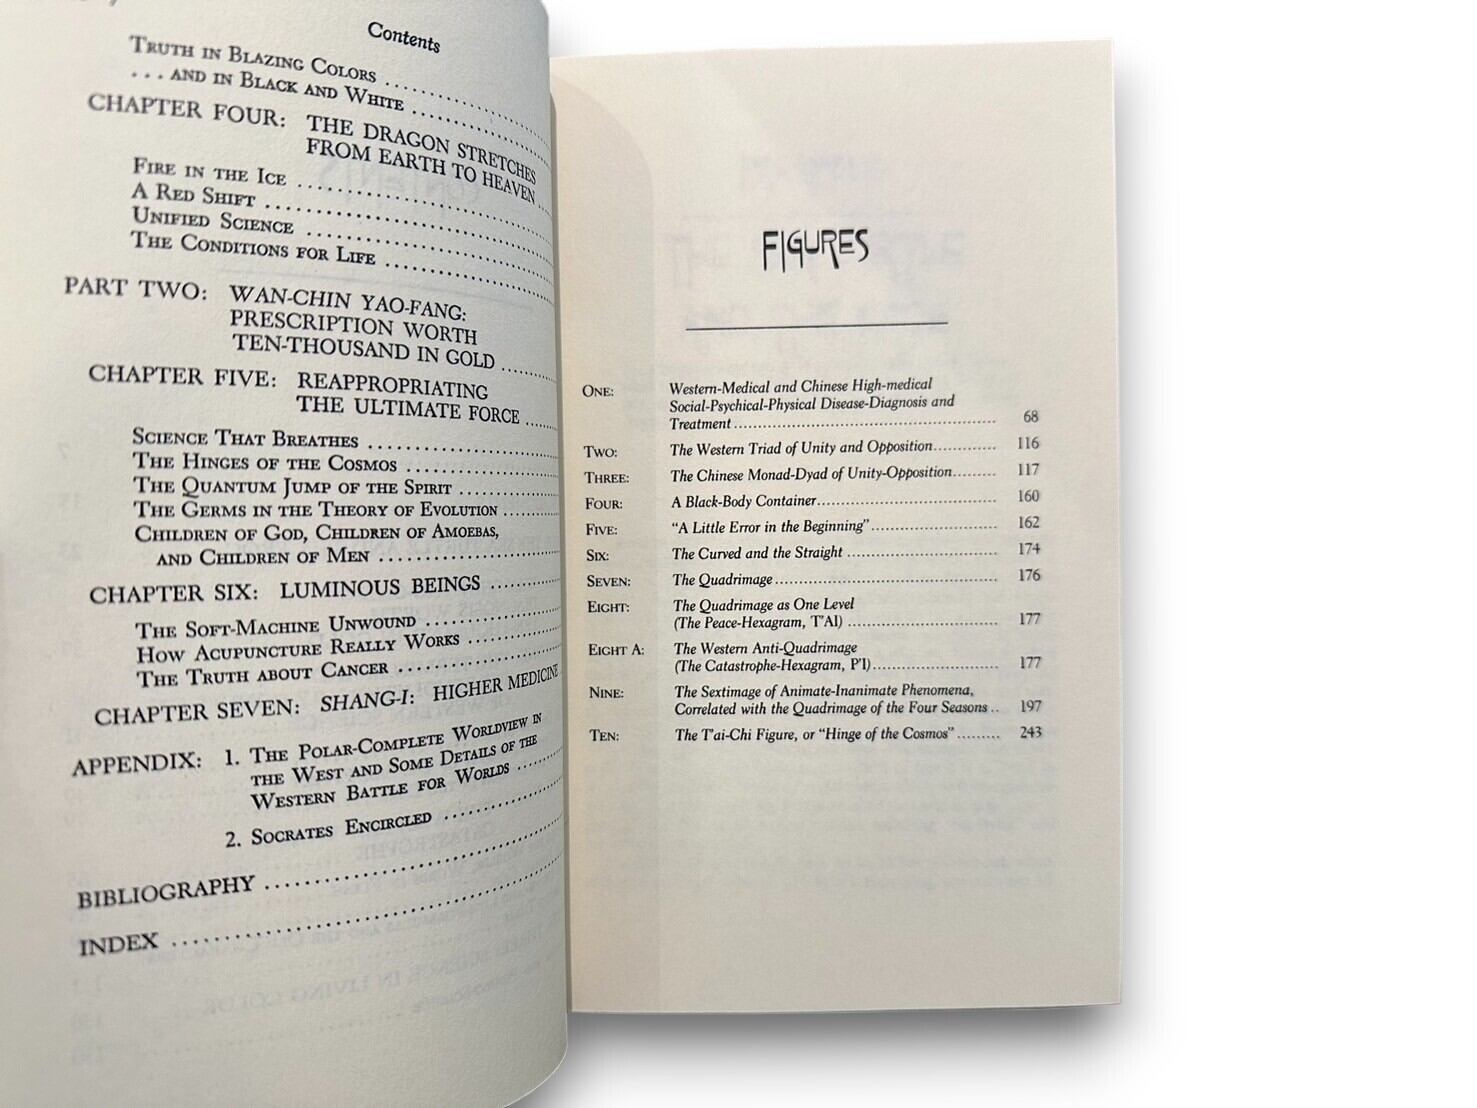 Contents
Truth in Blazing Colors
. . . and in Black and White
CHAPTER FOUR: THE DRAGON STRETCHES
FROM EARTH TO HEAVEN
Fire in the Ice
A Red Shift
Unified Science
The Conditions for Life
PART TWO: WAN-CHIN YAO-FANG:
PRESCRIPTION WORTH
TEN-THOUSAND IN GOLD
CHAPTER FIVE: REAPPROPRIATING
THE ULTIMATE FORCE
Science That Breathes
The Hinges of the Cosmos
The Quantum Jump of the Spirit
The Germs in the Theory of Evolution
Children of God, Children of Amoebas,
and Children of Men
CHAPTER SIX: LUMINOUS BEINGS
The Soft-Machine Unwound
How Acupuncture Really Works
The Truth about Cancer
CHAPTER SEVEN: SHANG-I: HIGHER MEDICINE
APPENDIX: 1. The Polar-Complete Worldview in
the West and Some Details of the
Western Battle for Worlds
2. Socrates Encircled
BIBLIOGRAPHY
INDEX
FIGURES
One: Western-Medical and Chinese High-medical
Social-Psychical-Physical Disease-Diagnosis and
Treatment 68
Two: The Western Triad of Unity and Opposition 116
Three: The Chinese Monad-Dyad of Unity-Opposition 117
Four: A Black-Body Container 160
Five: "A Little Error in the Beginning" 162
Six: The Curved and the Straight 174
Seven: The Quadrimage 176
Eight: The Quadrimage as One Level
(The Peace-Hexagram, T'AI) 177
Eight A: The Western Anti-Quadrimage
(The Catastrophe-Hexagram, P'I) 177
Nine: The Sextimage of Animate-Inanimate Phenomena,
Correlated with the Quadrimage of the Four Seasons 197
Ten: The T'ai-Chi Figure, or "Hinge of the Cosmos" 243